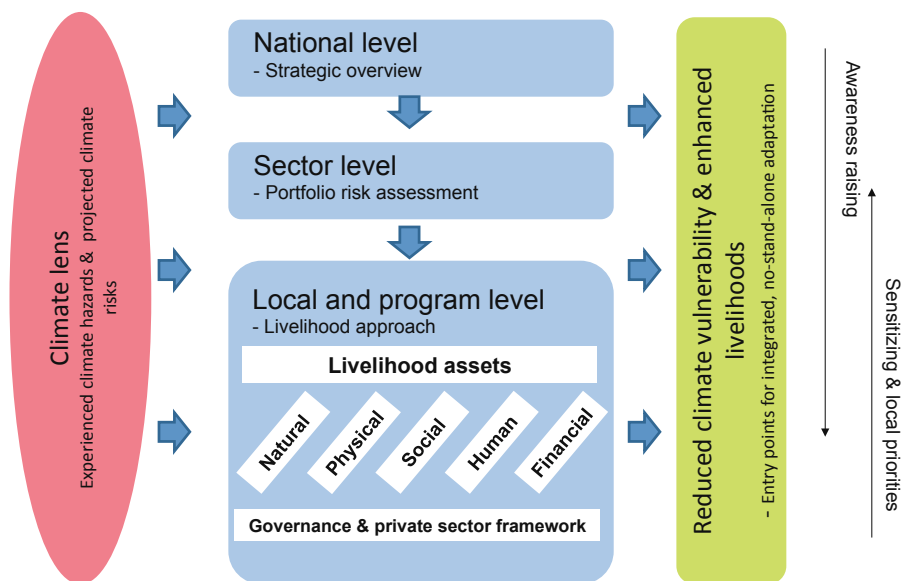 Climate lens
Experienced climate hazards & projected climate
risks
National level
- Strategic overview
Sector level
- Portfolio risk assessment
Local and program level
- Livelihood approach
Livelihood assets
Natural
Physical
Social
Human
Financial
Governance & private sector framework
Reduced climate vulnerability & enhanced
livelihoods
- Entry points for integrated, no-stand-alone adaptation
Awareness raising
Sensitizing & local priorities